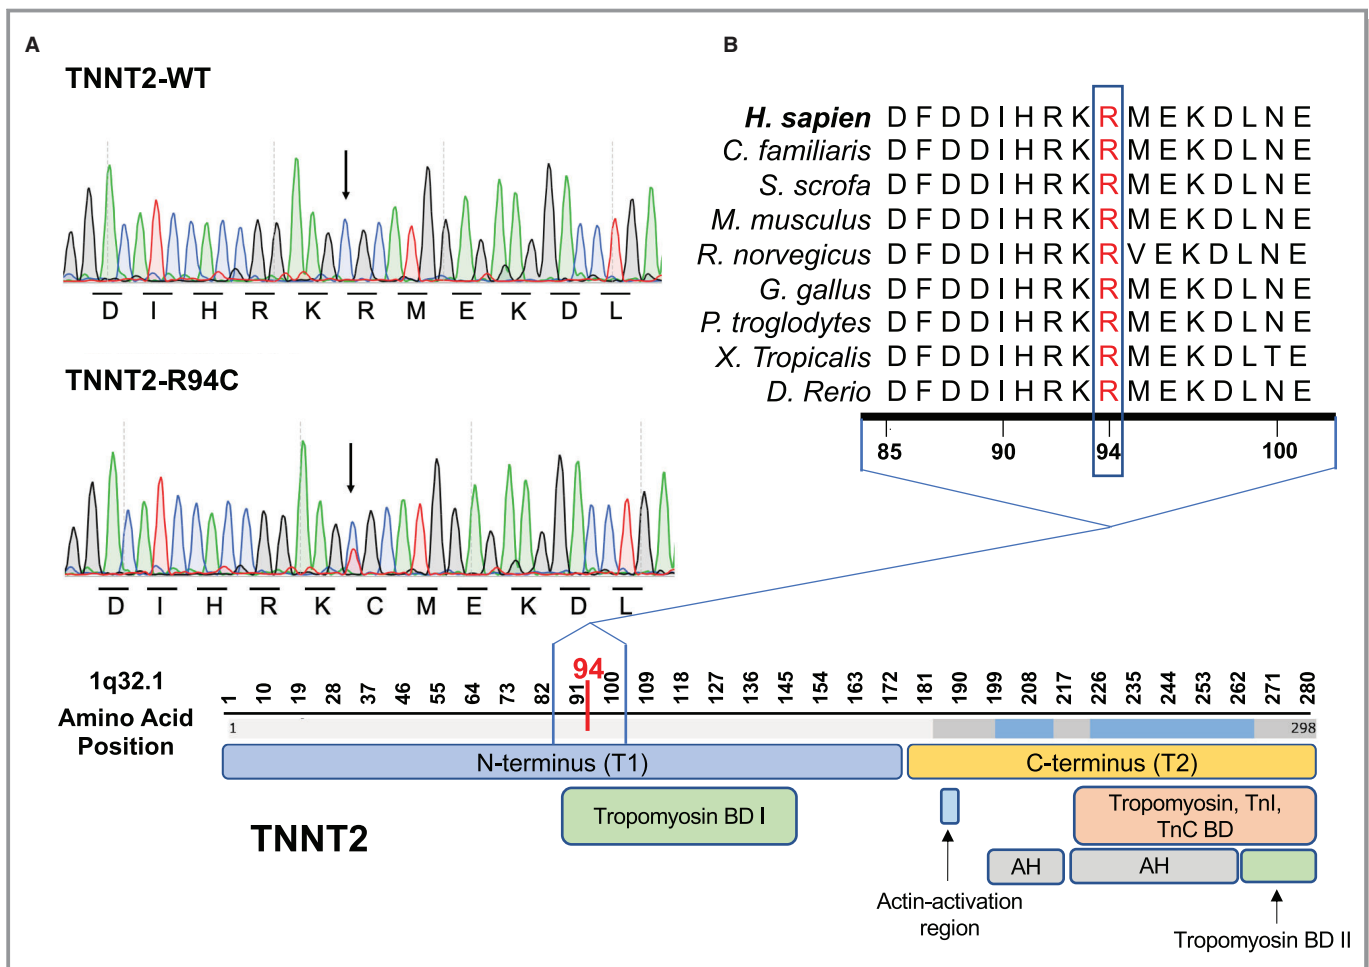 A
TNNT2-WT
D I H R K R M E K D L
TNNT2-R94C
D I H R K C M E K D L
B
H. sapien D F D D I H R K R M E K D L N E
C. familiaris D F D D I H R K R M E K D L N E
S. scrofa D F D D I H R K R M E K D L N E
M. musculus D F D D I H R K R M E K D L N E
R. norvegicus D F D D I H R K R V E K D L N E
G. gallus D F D D I H R K R M E K D L N E
P. troglodytes D F D D I H R K R M E K D L N E
X. Tropicalis D F D D I H R K R M E K D L T E
D. Rerio D F D D I H R K R M E K D L N E
85 90 94 100
94
1q32.1
Amino Acid
Position
1 10 19 28 37 46 55 64 73 82 91 100 109 118 127 136 145 154 163 172 181 190 199 208 217 226 235 244 253 262 271 280
1 298
N-terminus (T1) C-terminus (T2)
Tropomyosin BD I
Tropomyosin, TnI,
TnC BD
TNNT2
AH AH
Actin-activation
region
Tropomyosin BD II